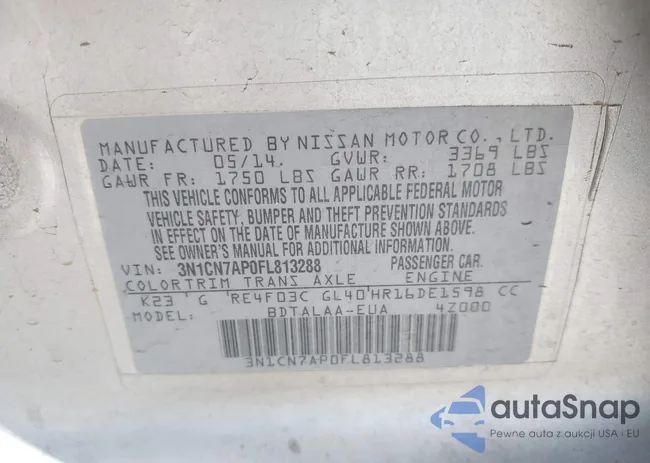 MANUFACTURED BY NISSAN MOTOR CO., LTD.
DATE: 05/14. GVWR: 3369 LBS
GAWR FR: 1750 LBS GAWR RR: 1708 LBS
THIS VEHICLE CONFORMS TO ALL APPLICABLE FEDERAL MOTOR
VEHICLE SAFETY, BUMPER AND THEFT PREVENTION STANDARDS
IN EFFECT ON THE DATE OF MANUFACTURE SHOWN ABOVE.
SEE OWNER'S MANUAL FOR ADDITIONAL INFORMATION.
VIN: 3N1CN7AP0FL813288 PASSENGER CAR.
COLOR TRIM TRANS AXLE ENGINE
K23 G RE4F03C GL40 HR16DE1598 CC
MODEL: BDTALAA-EUA 4Z000
3N1CN7AP0FL813288
autaSnap
Pewne auta z aukcji USA i EU